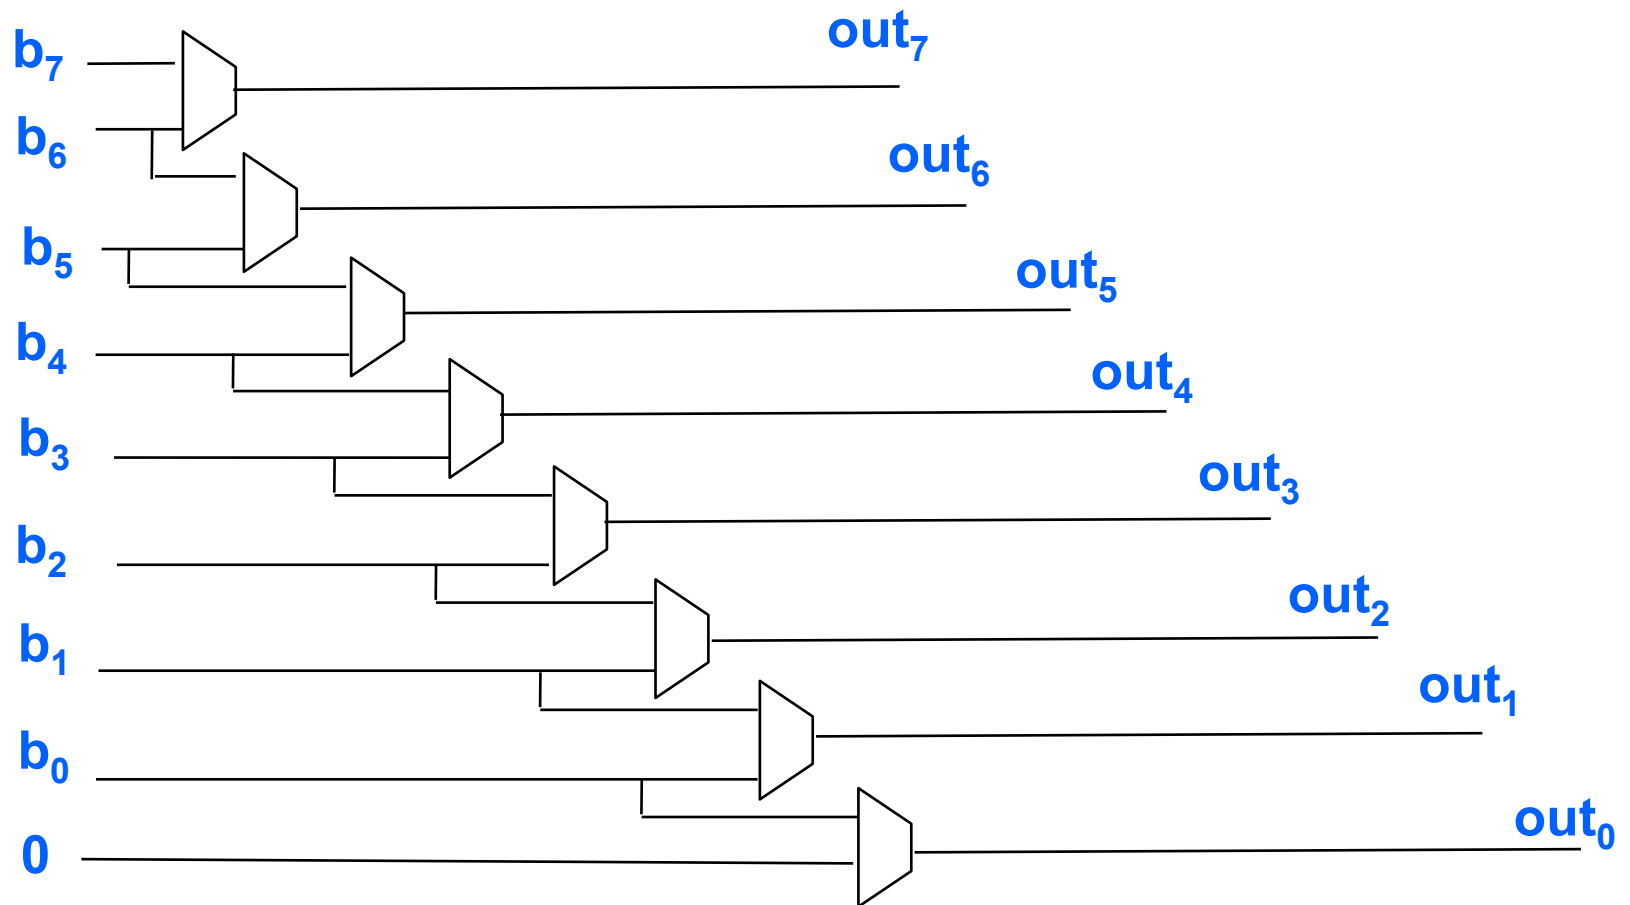 b₇
out₇
b₆
out₆
b₅
out₅
b₄
out₄
b₃
out₃
b₂
out₂
b₁
out₁
b₀
out₀
0